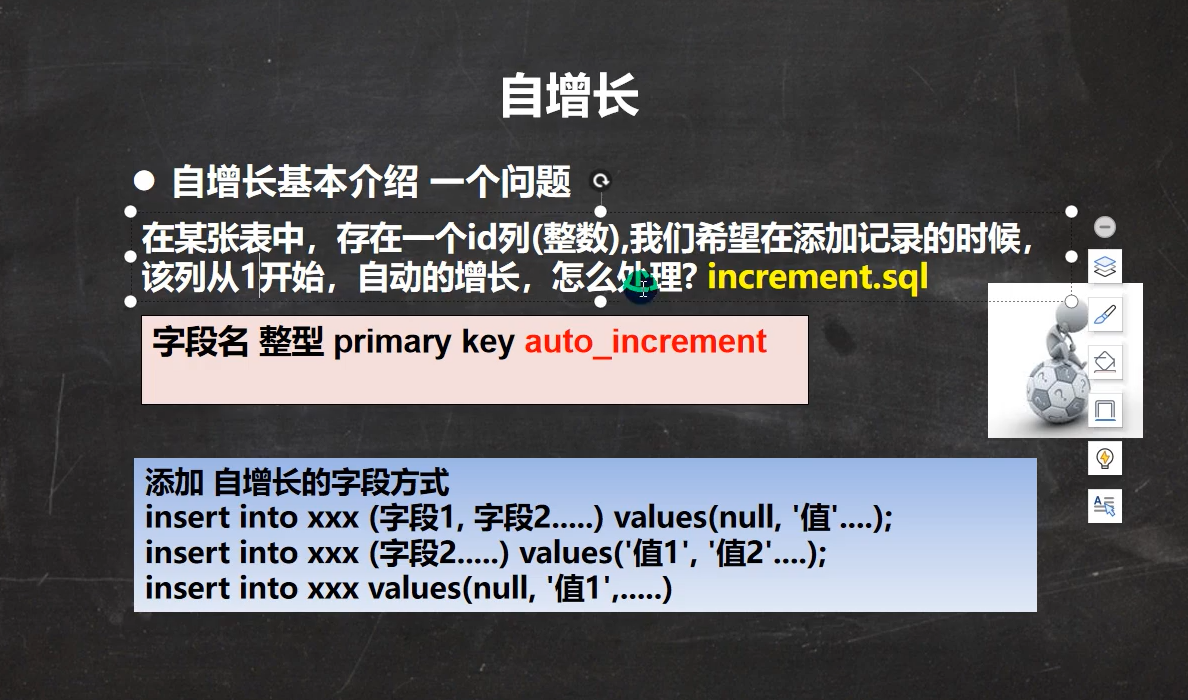 自增长
● 自增长基本介绍 一个问题
在某张表中，存在一个id列(整数),我们希望在添加记录的时候，
该列从1开始，自动的增长，怎么处理? increment.sql
字段名 整型 primary key auto_increment
添加 自增长的字段方式
insert into xxx (字段1, 字段2.....) values(null, '值'....);
insert into xxx (字段2.....) values('值1', '值2'....);
insert into xxx values(null, '值1',.....)